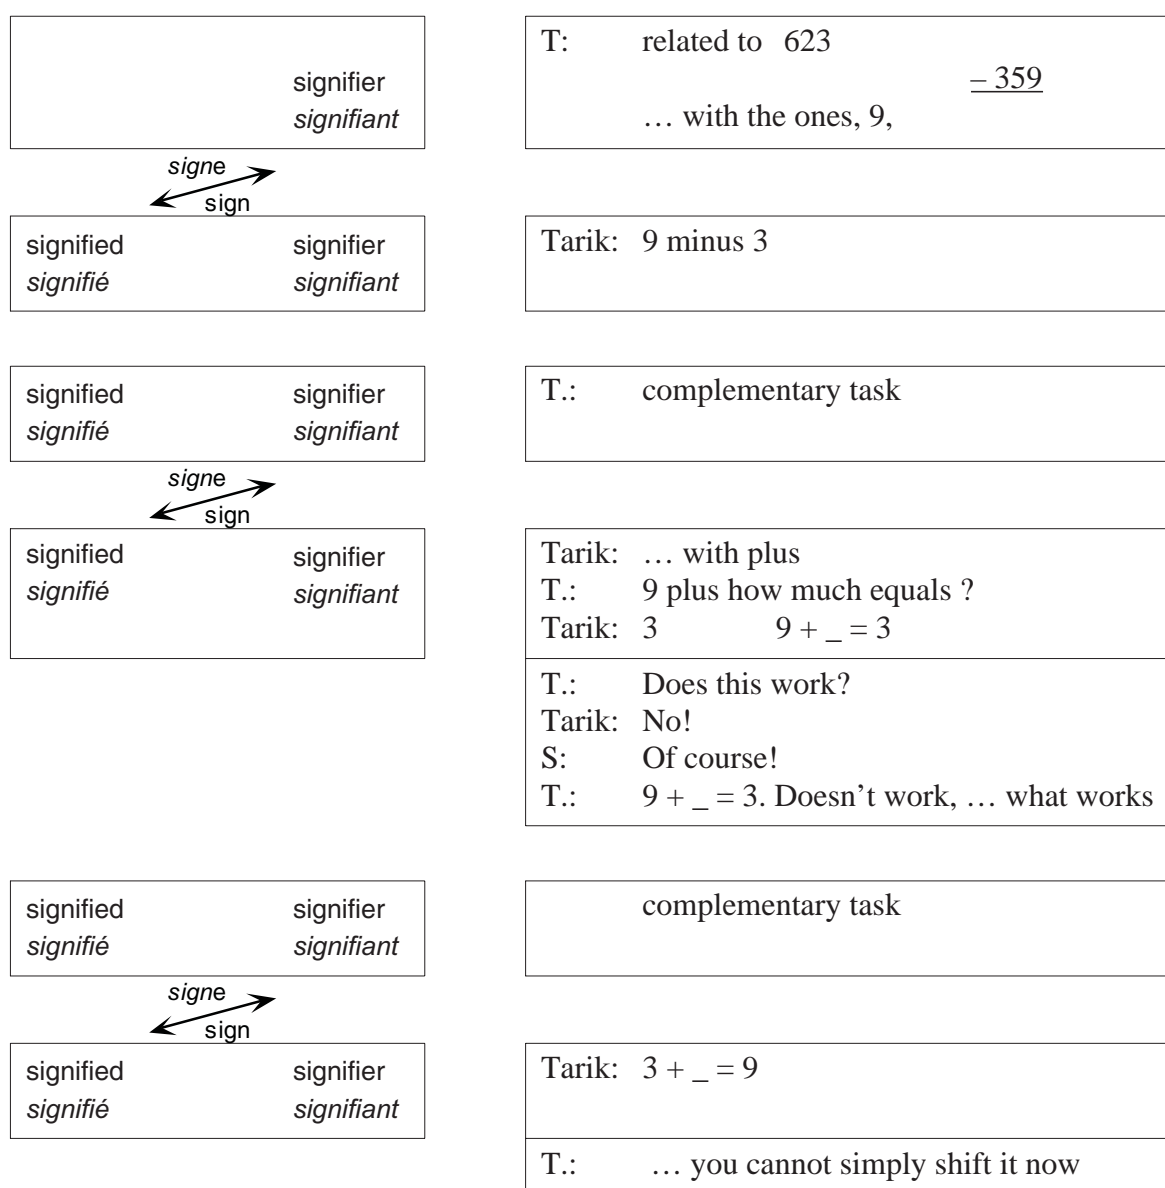 T: related to 623
signifier – 359
signifiant … with the ones, 9,
signe
sign
signified signifier Tarik: 9 minus 3
signifié signifiant
signified signifier T.: complementary task
signifié signifiant
signe
sign
signified signifier Tarik: … with plus
signifié signifiant T.: 9 plus how much equals ?
Tarik: 3 9 + _ = 3
T.: Does this work?
Tarik: No!
S: Of course!
T.: 9 + _ = 3. Doesn’t work, … what works
signified signifier complementary task
signifié signifiant
signe
sign
signified signifier Tarik: 3 + _ = 9
signifié signifiant
T.: … you cannot simply shift it now